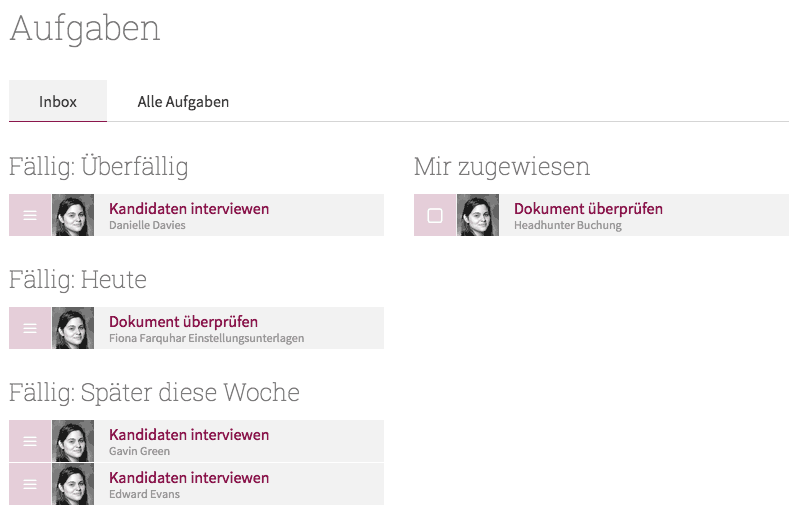 Aufgaben
Inbox
Alle Aufgaben
Fällig: Überfällig
Kandidaten interviewen
Danielle Davies
Fällig: Heute
Dokument überprüfen
Fiona Farquhar Einstellungsunterlagen
Fällig: Später diese Woche
Kandidaten interviewen
Gavin Green
Kandidaten interviewen
Edward Evans
Mir zugewiesen
Dokument überprüfen
Headhunter Buchung